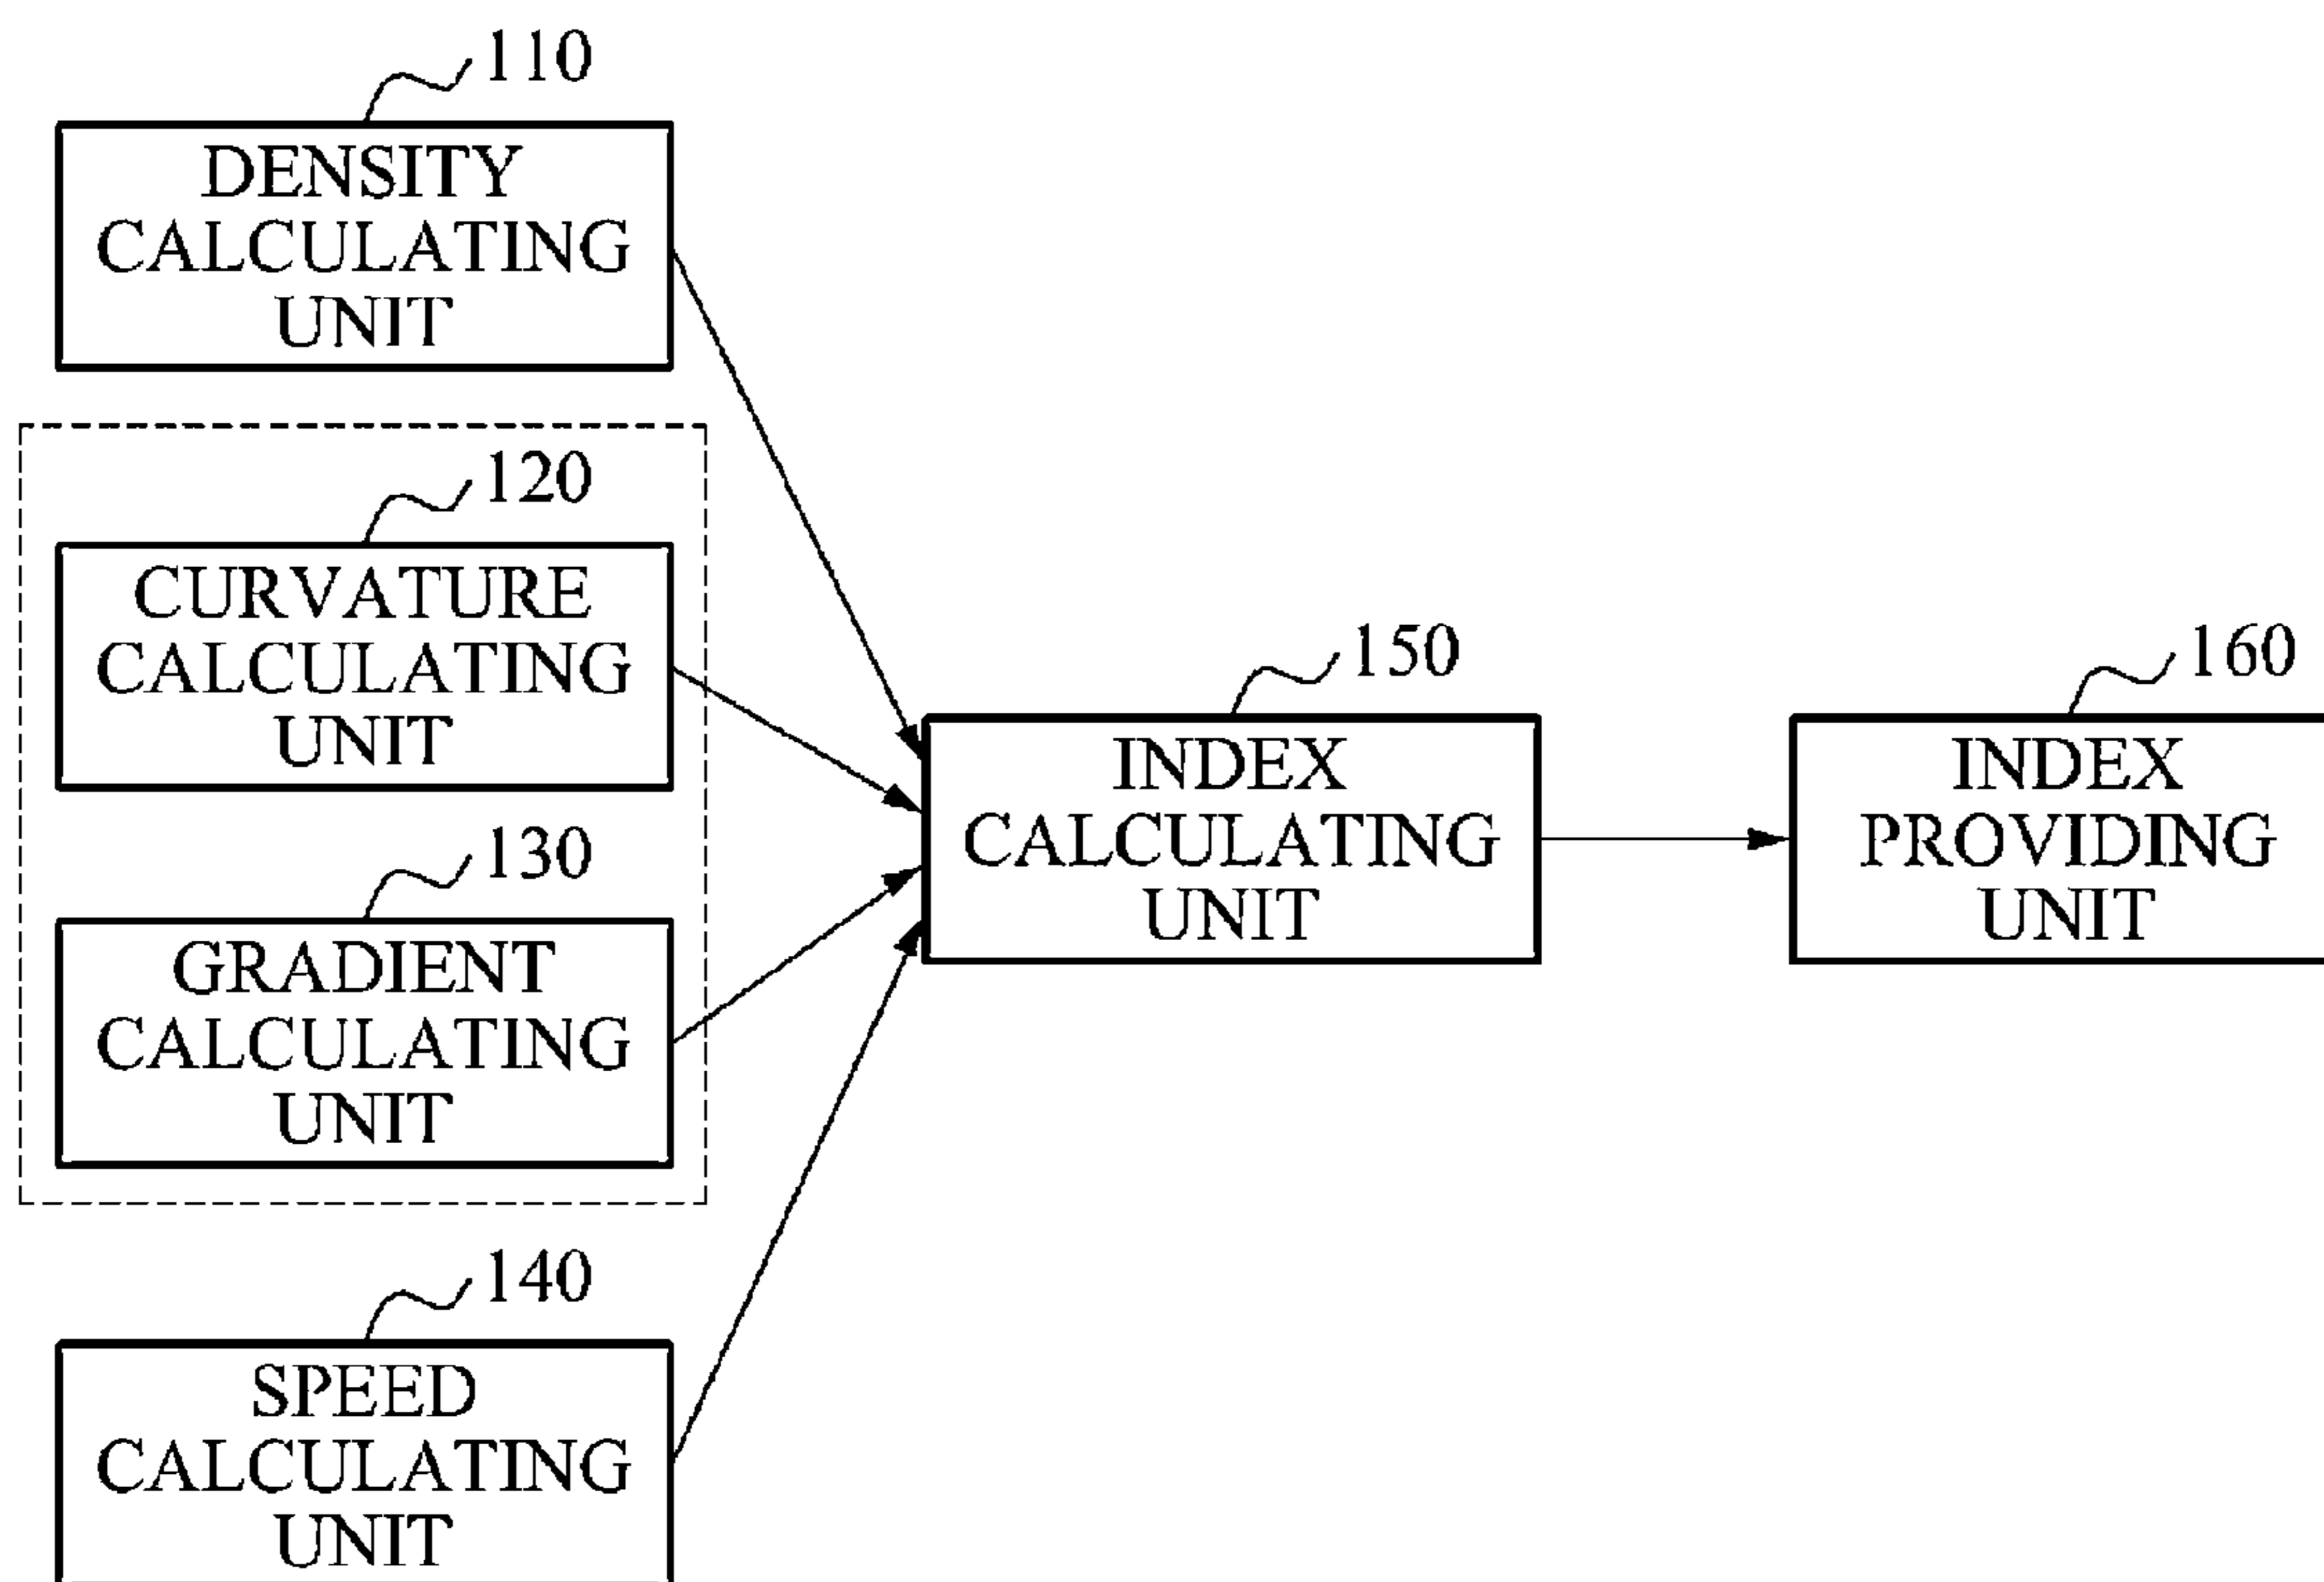 110
DENSITY
CALCULATING
UNIT
120
CURVATURE
CALCULATING
UNIT
130
GRADIENT
CALCULATING
UNIT
140
SPEED
CALCULATING
UNIT
150
INDEX
CALCULATING
UNIT
160
INDEX
PROVIDING
UNIT